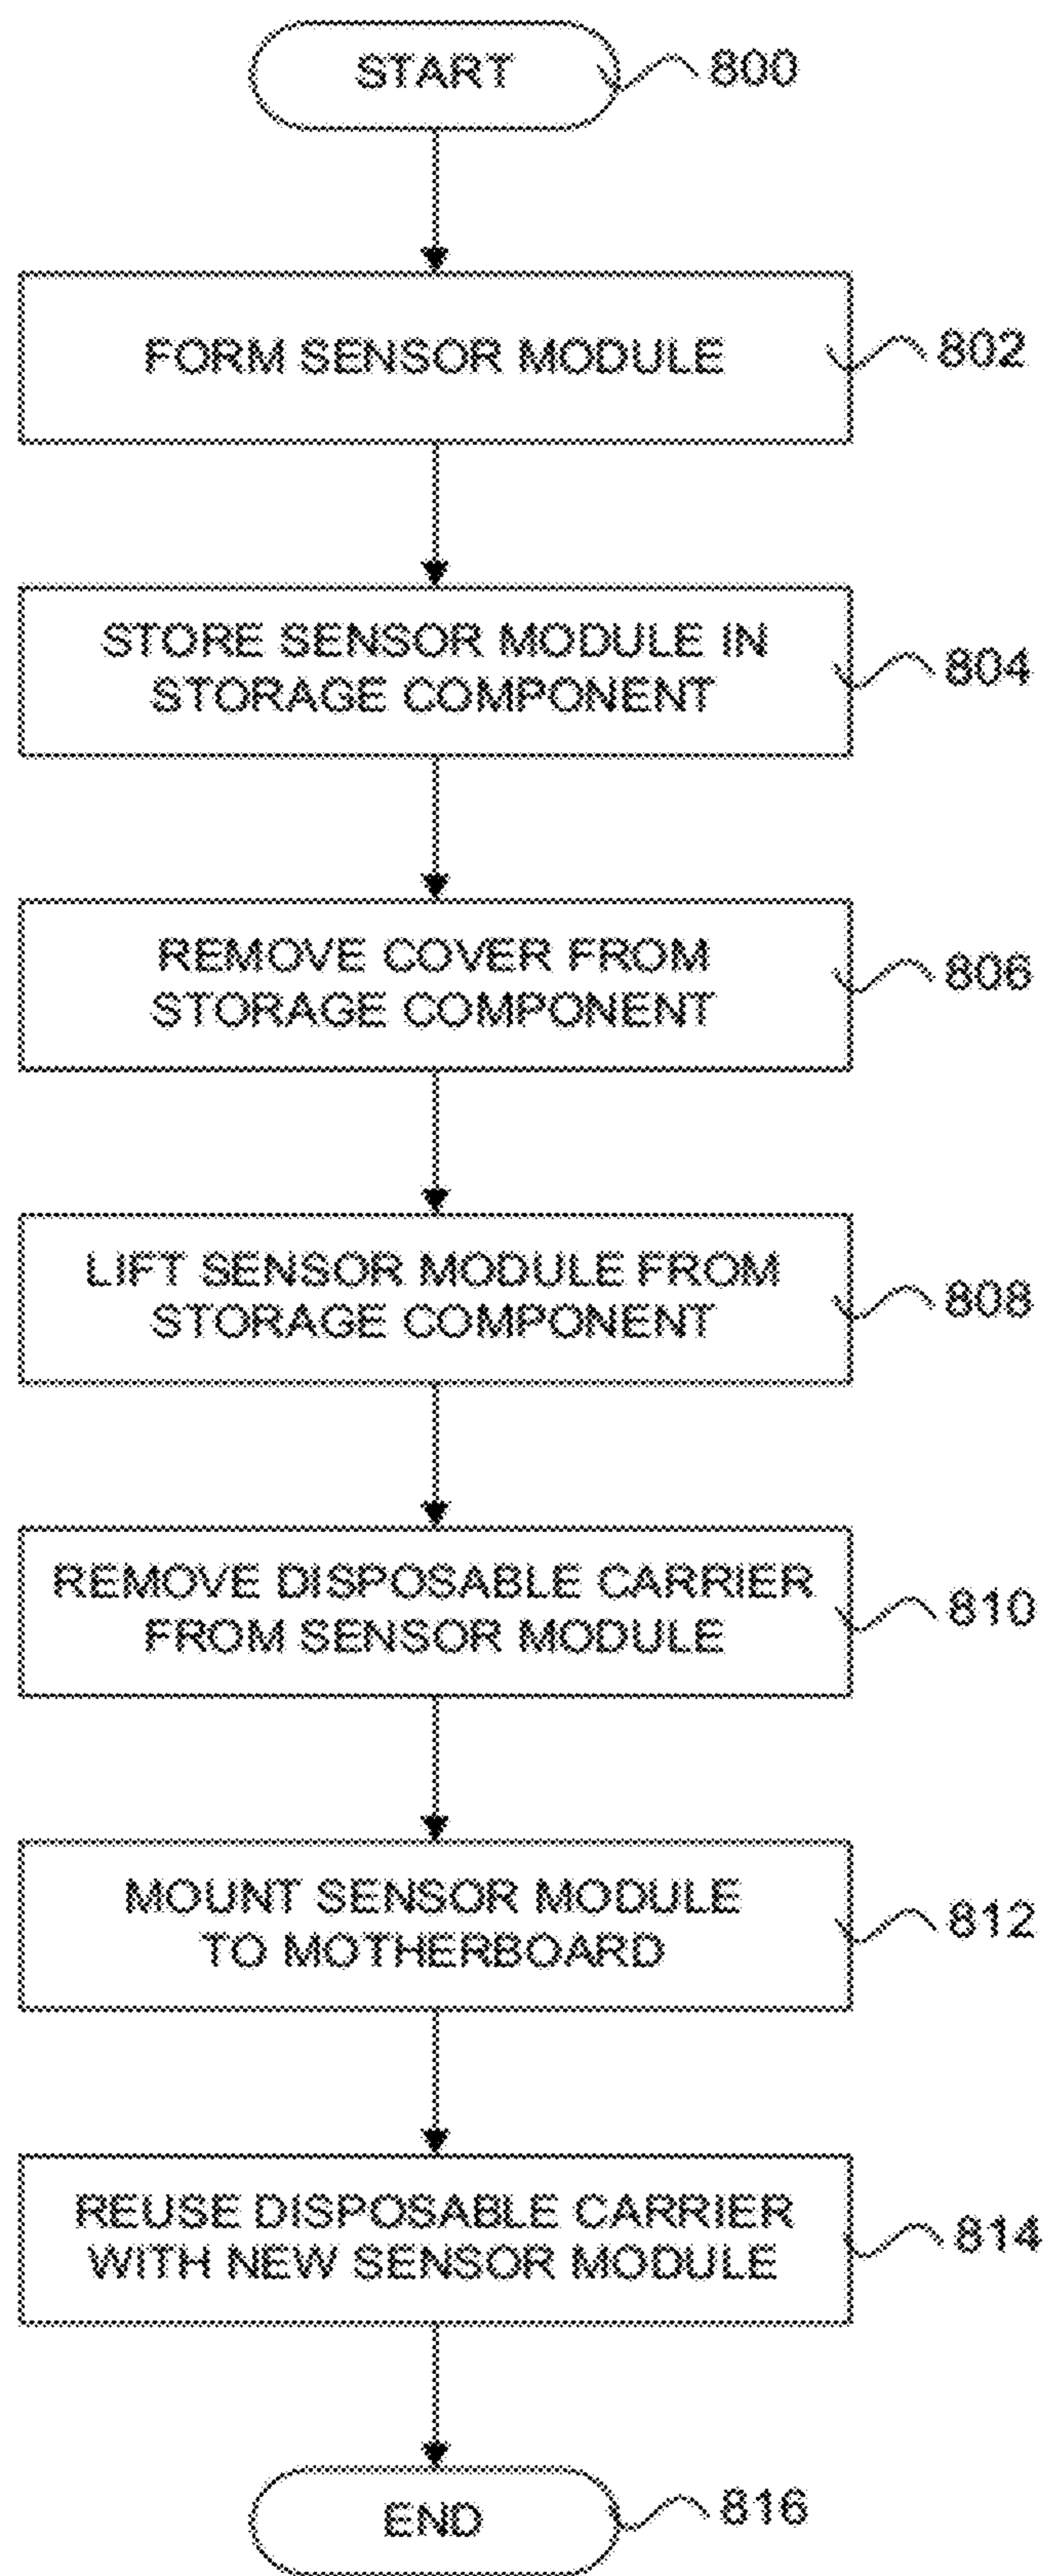 START
800
FORM SENSOR MODULE
802
STORE SENSOR MODULE IN
STORAGE COMPONENT
804
REMOVE COVER FROM
STORAGE COMPONENT
806
LIFT SENSOR MODULE FROM
STORAGE COMPONENT
808
REMOVE DISPOSABLE CARRIER
FROM SENSOR MODULE
810
MOUNT SENSOR MODULE
TO MOTHERBOARD
812
REUSE DISPOSABLE CARRIER
WITH NEW SENSOR MODULE
814
END
816